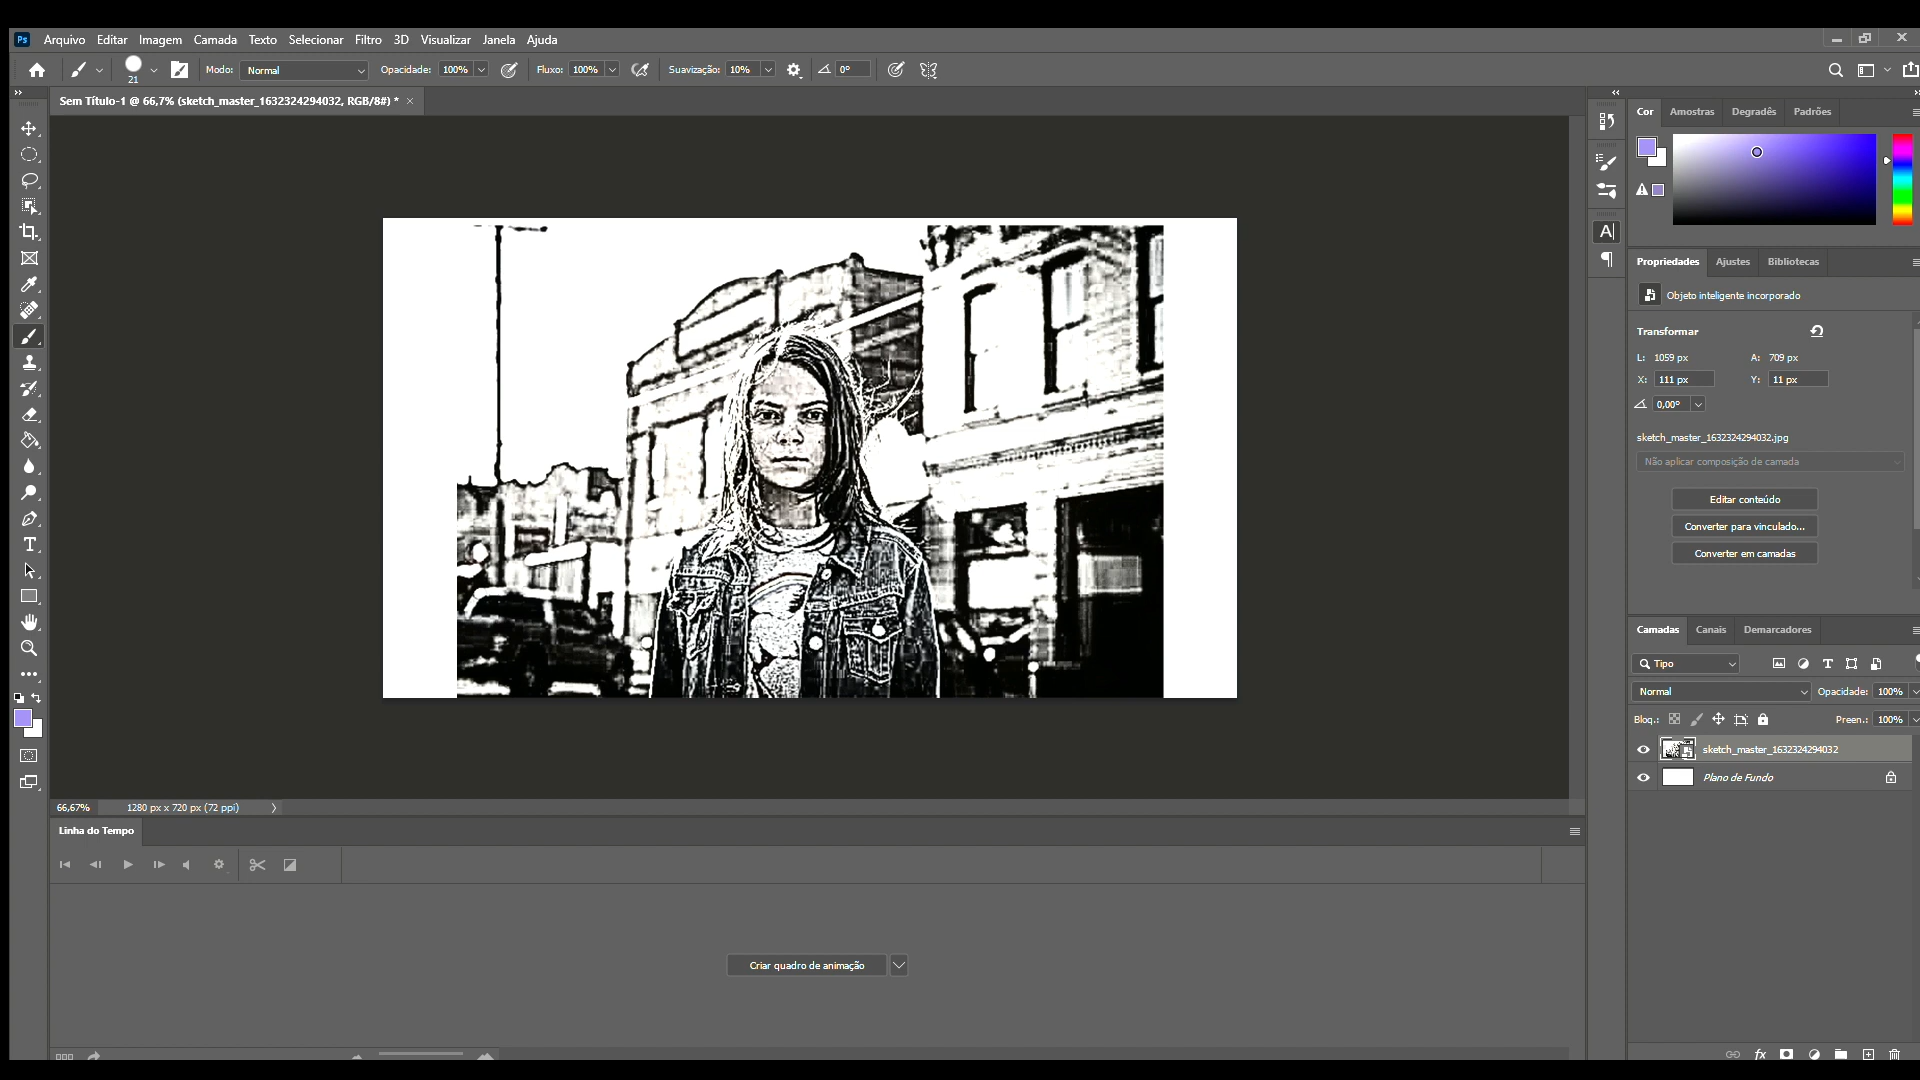 Ps Arquivo Editar Imagem Camada Texto Selecionar Filtro 3D Visualizar Janela Ajuda
21 Modo: Normal Opacidade: 100% Fluxo: 100% Suavização: 10% 0°
Sem Título-1 @ 66,7% (sketch_master_1632324294032, RGB/8#) * ×
Cor Amostras Degradês Padrões
Propriedades Ajustes Bibliotecas
Objeto inteligente incorporado
Transformar
L: 1059 px A: 709 px
X: 111 px Y: 11 px
0,00°
sketch_master_1632324294032.jpg
Não aplicar composição de camada
Editar conteúdo
Converter para vinculado...
Converter em camadas
Camadas Canais Demarcadores
Tipo
Normal Opacidade: 100%
Bloq.: Preen.: 100%
sketch_master_1632324294032
Plano de Fundo
66,67% 1280 px x 720 px (72 ppi)
Linha do Tempo
Criar quadro de animação
fx